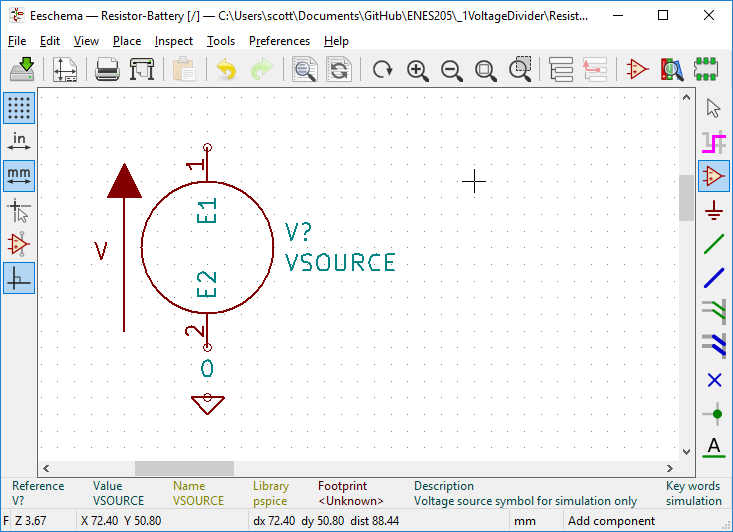 Eeschema — Resistor-Battery [/] — C:\Users\scott\Documents\GitHub\ENES205\_1VoltageDivider\Resist...
File Edit View Place Inspect Tools Preferences Help
in
mm
1
E1
V
V?
VSOURCE
E2
2
0
A
Reference Value Name Library Footprint Description Key words
V? VSOURCE VSOURCE pspice <Unknown> Voltage source symbol for simulation only simulation
F Z 3.67 X 72.40 Y 50.80 dx 72.40 dy 50.80 dist 88.44 mm Add component